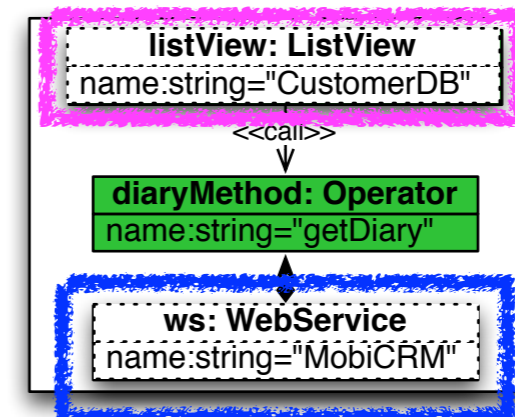 listView: ListView
name:string="CustomerDB"
<<call>>
diaryMethod: Operator
name:string="getDiary"
ws: WebService
name:string="MobiCRM"